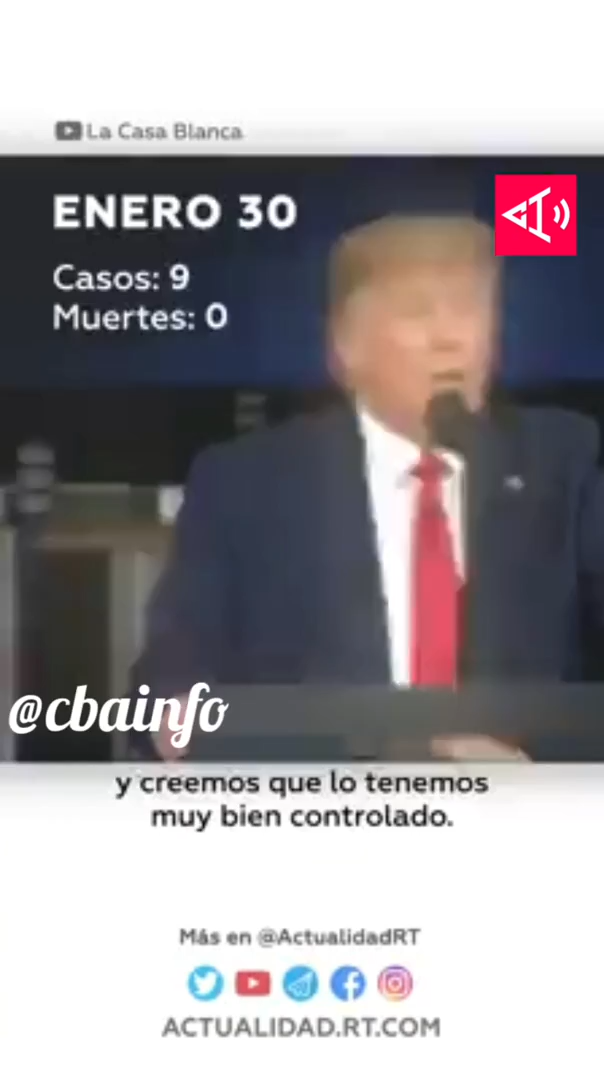 La Casa Blanca
ENERO 30
Casos: 9
Muertes: 0
@cbainfo
y creemos que lo tenemos
muy bien controlado.
Más en @ActualidadRT
ACTUALIDAD.RT.COM